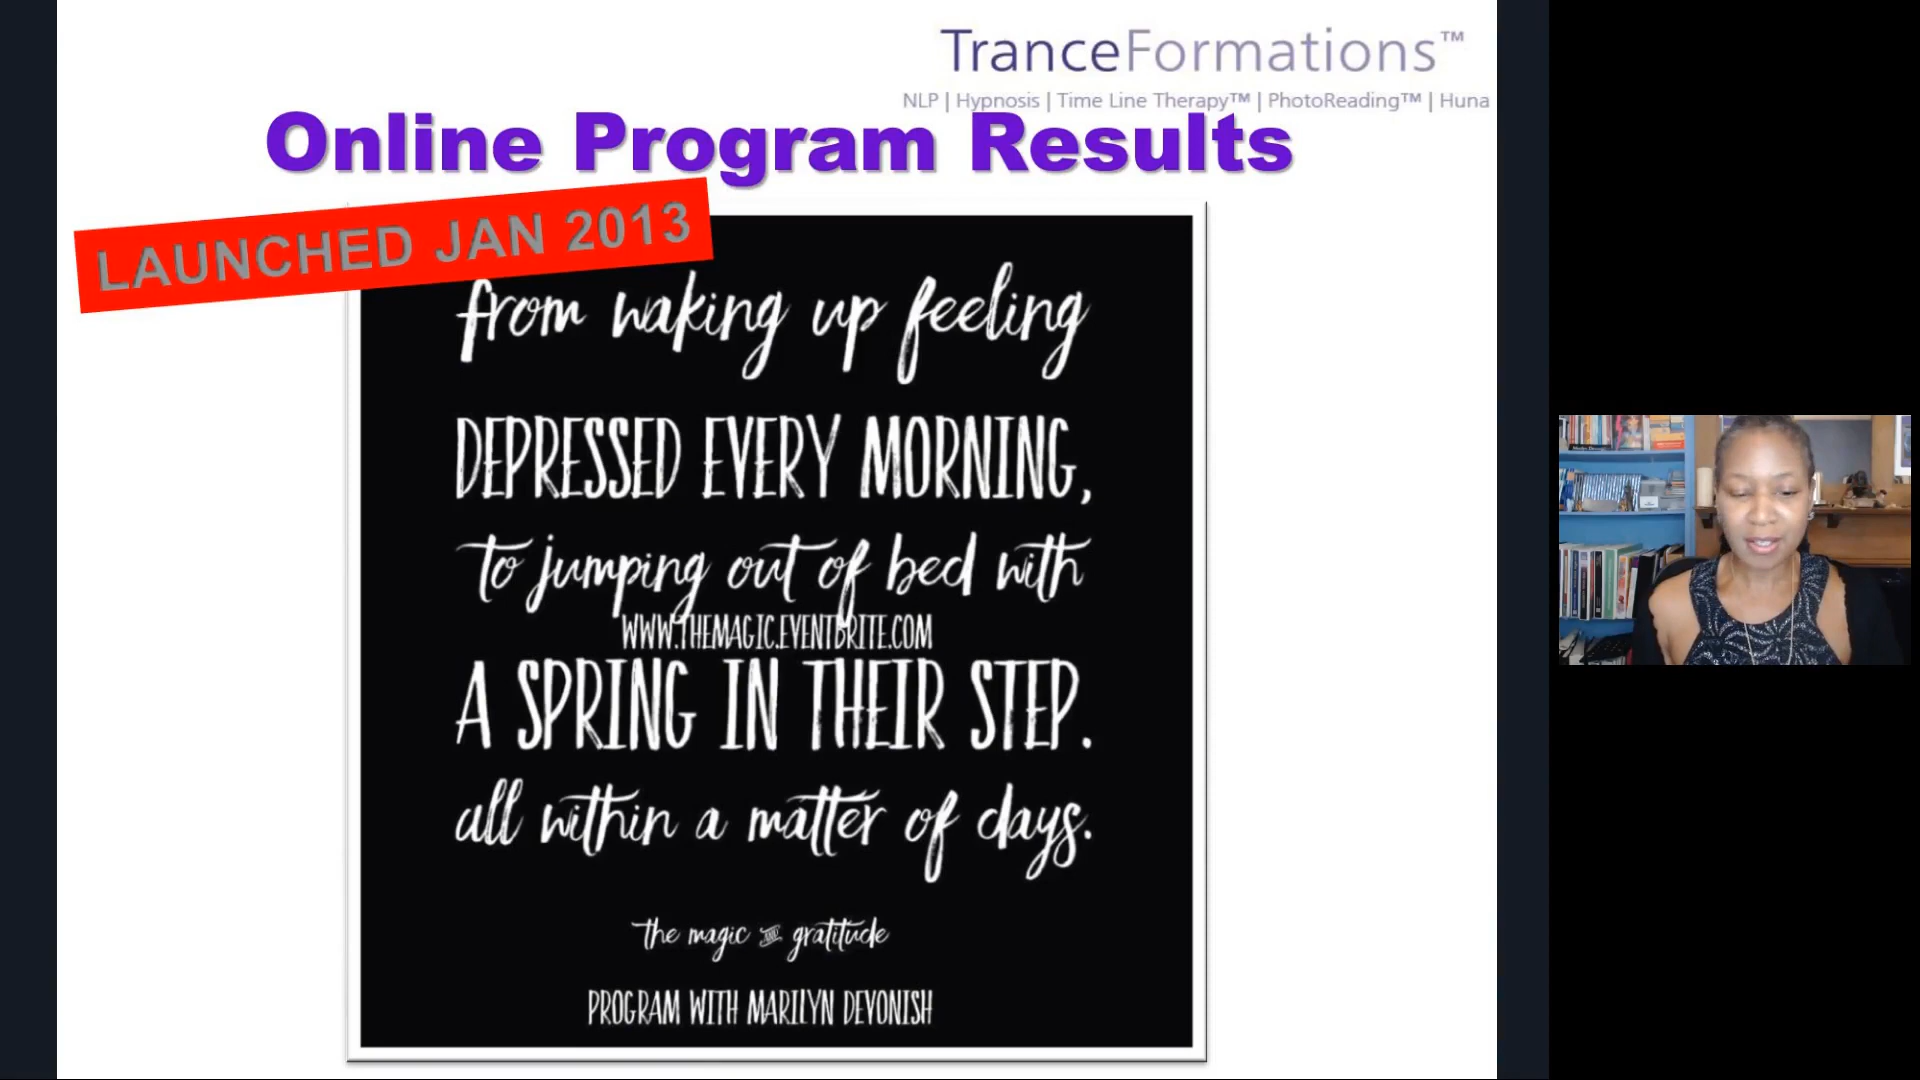 TranceFormations™
NLP | Hypnosis | Time Line Therapy™ | PhotoReading™ | Huna
Online Program Results
LAUNCHED JAN 2013
from waking up feeling
DEPRESSED EVERY MORNING,
to jumping out of bed with
WWW.THEMAGIC.EVENTBRITE.COM
A SPRING IN THEIR STEP.
all within a matter of days.
the magic and gratitude
PROGRAM WITH MARILYN DEVONISH